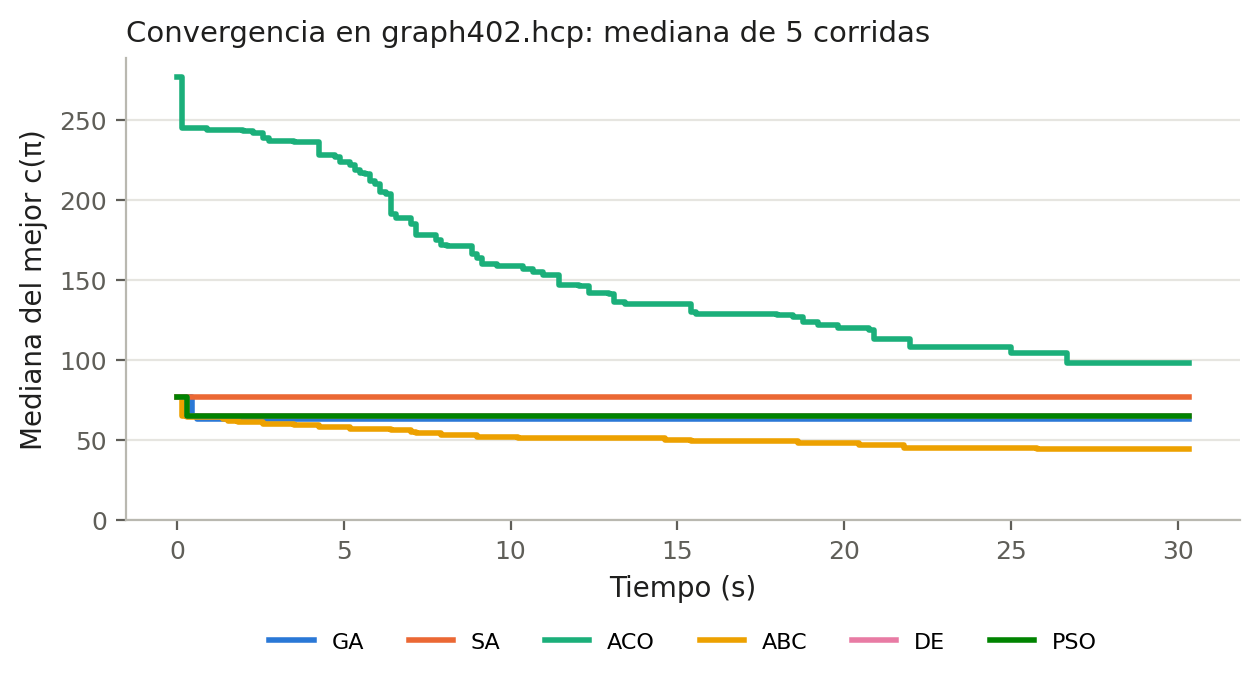 Convergencia en graph402.hcp: mediana de 5 corridas
Mediana del mejor c(π)
250
200
150
100
50
0
0 5 10 15 20 25 30
Tiempo (s)
GA SA ACO ABC DE PSO